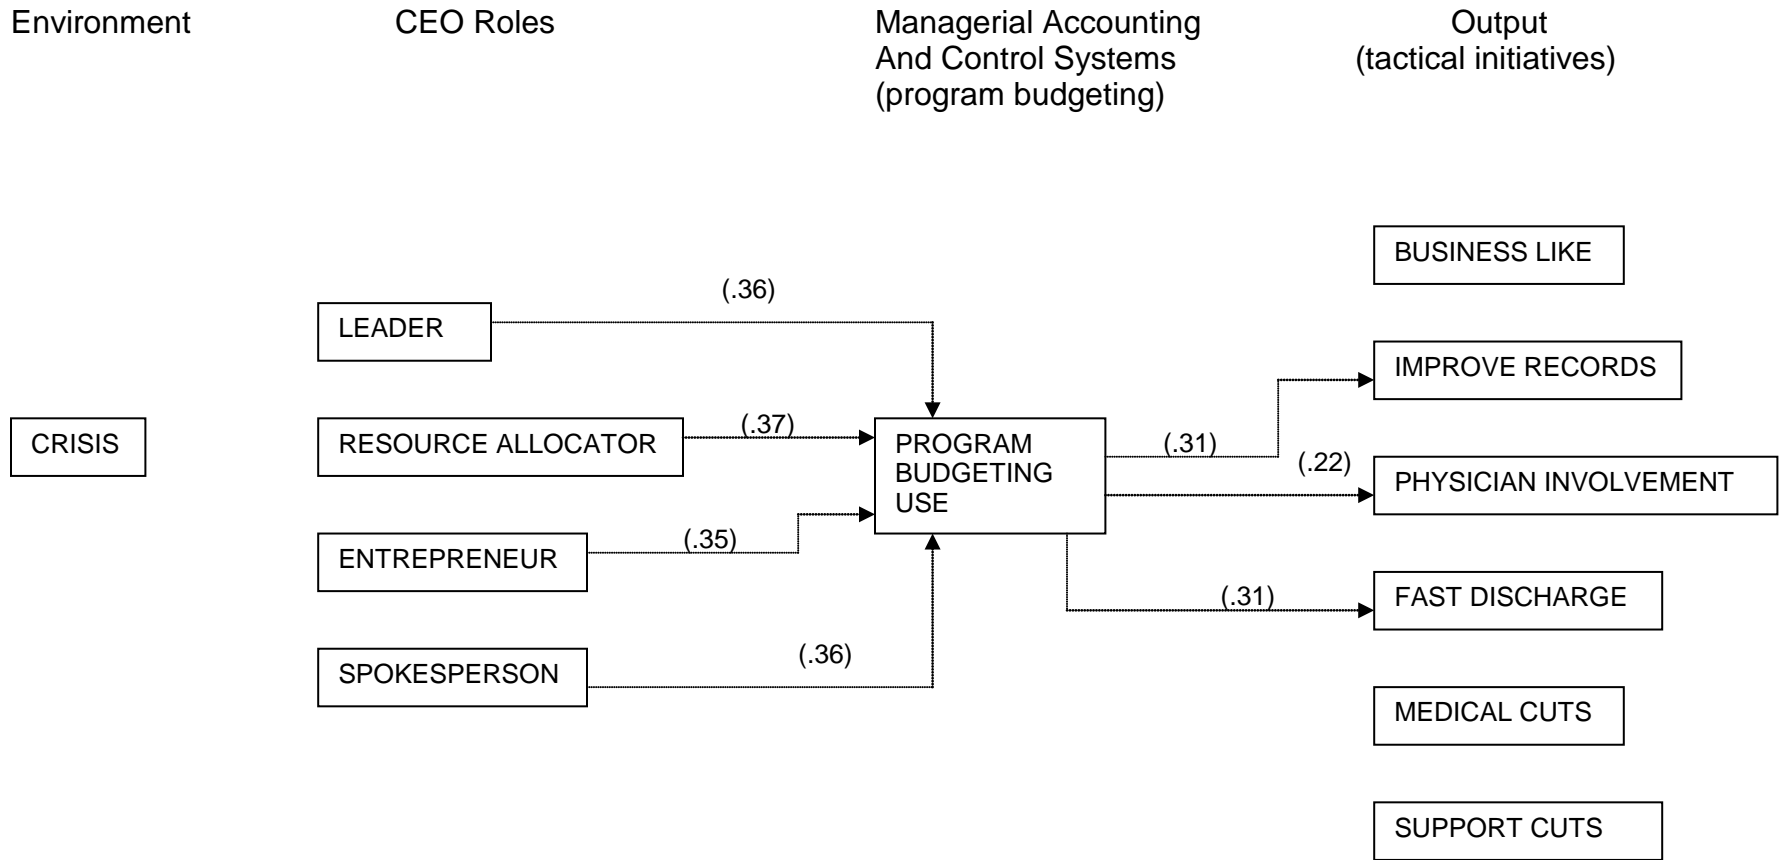 Environment
CEO Roles
Managerial Accounting
And Control Systems
(program budgeting)
Output
(tactical initiatives)
BUSINESS LIKE
(.36)
LEADER
IMPROVE RECORDS
CRISIS
RESOURCE ALLOCATOR
(.37)
PROGRAM
BUDGETING
USE
(.31)
(.22)
PHYSICIAN INVOLVEMENT
ENTREPRENEUR
(.35)
(.31)
FAST DISCHARGE
SPOKESPERSON
(.36)
MEDICAL CUTS
SUPPORT CUTS